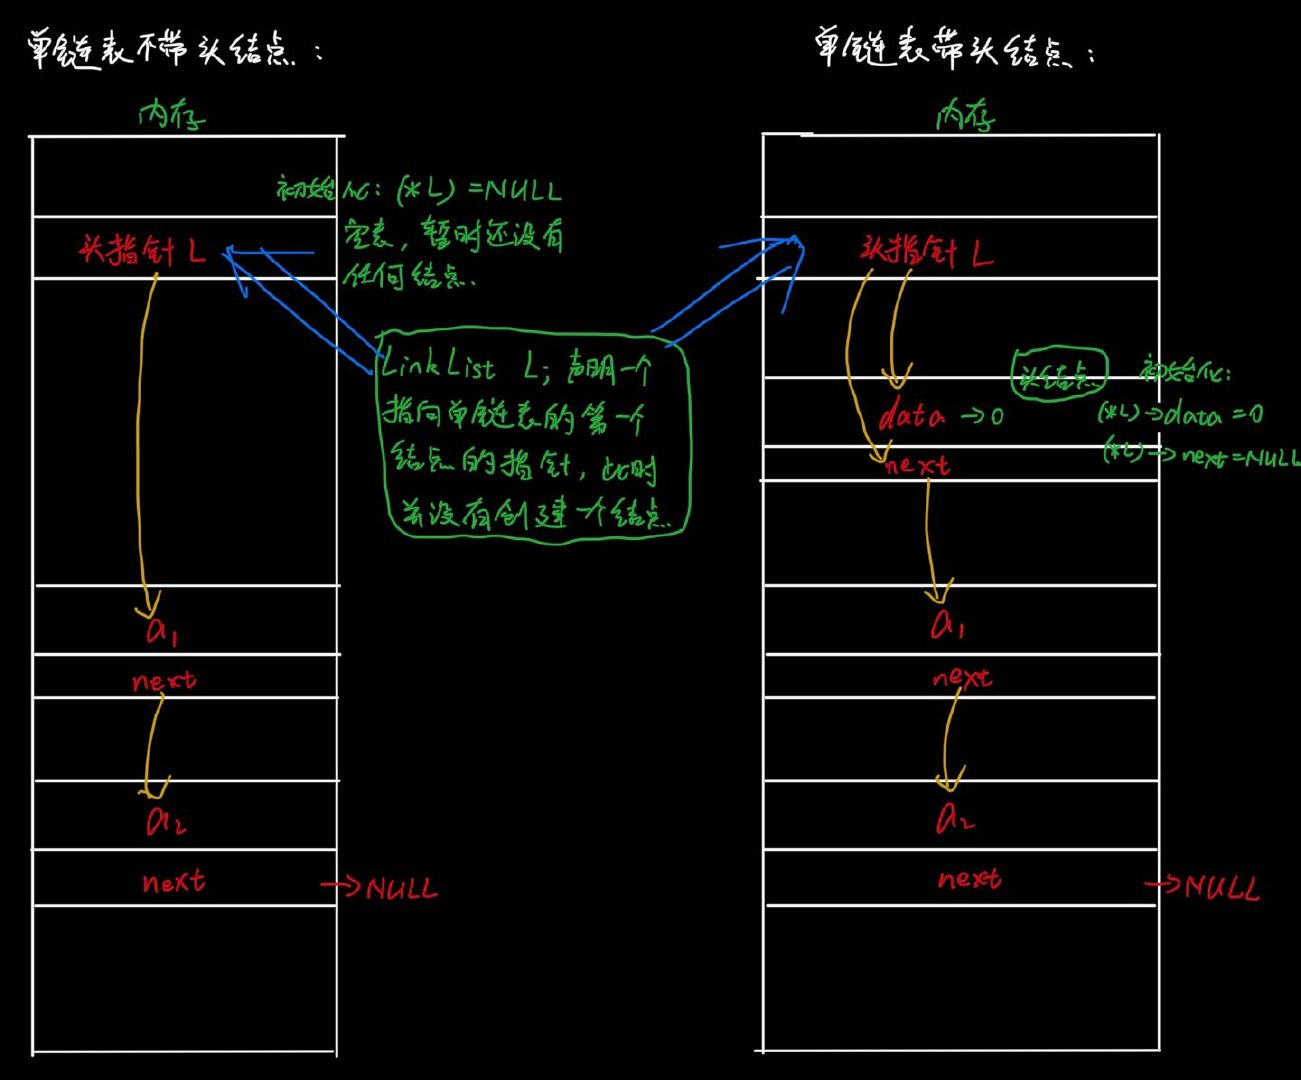 单链表不带头结点：
内存
初始化：(*L)=NULL
空表，暂时还没有
任何结点.
头指针 L
LinkList L；声明一个
指向单链表的第一个
结点的指针，此时
并没有创建一个结点.
a1
next
a2
next →NULL
单链表带头结点：
内存
头指针 L
头结点
初始化：
data →0
(*L)→data=0
next
(*L)→next=NULL
a1
next
a2
next →NULL